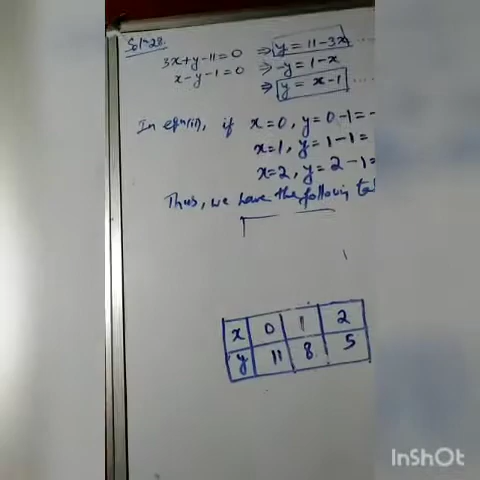 Sol-28.
3x+y-11=0 ⇒ y = 11-3x
x-y-1=0 ⇒ -y = 1-x
⇒ y = x-1
In eqn(ii), if x=0, y=0-1=-
x=1, y=1-1=
x=2, y=2-1=
Thus, we have the following
x 0 1 2
y 11 8 5
InShOt